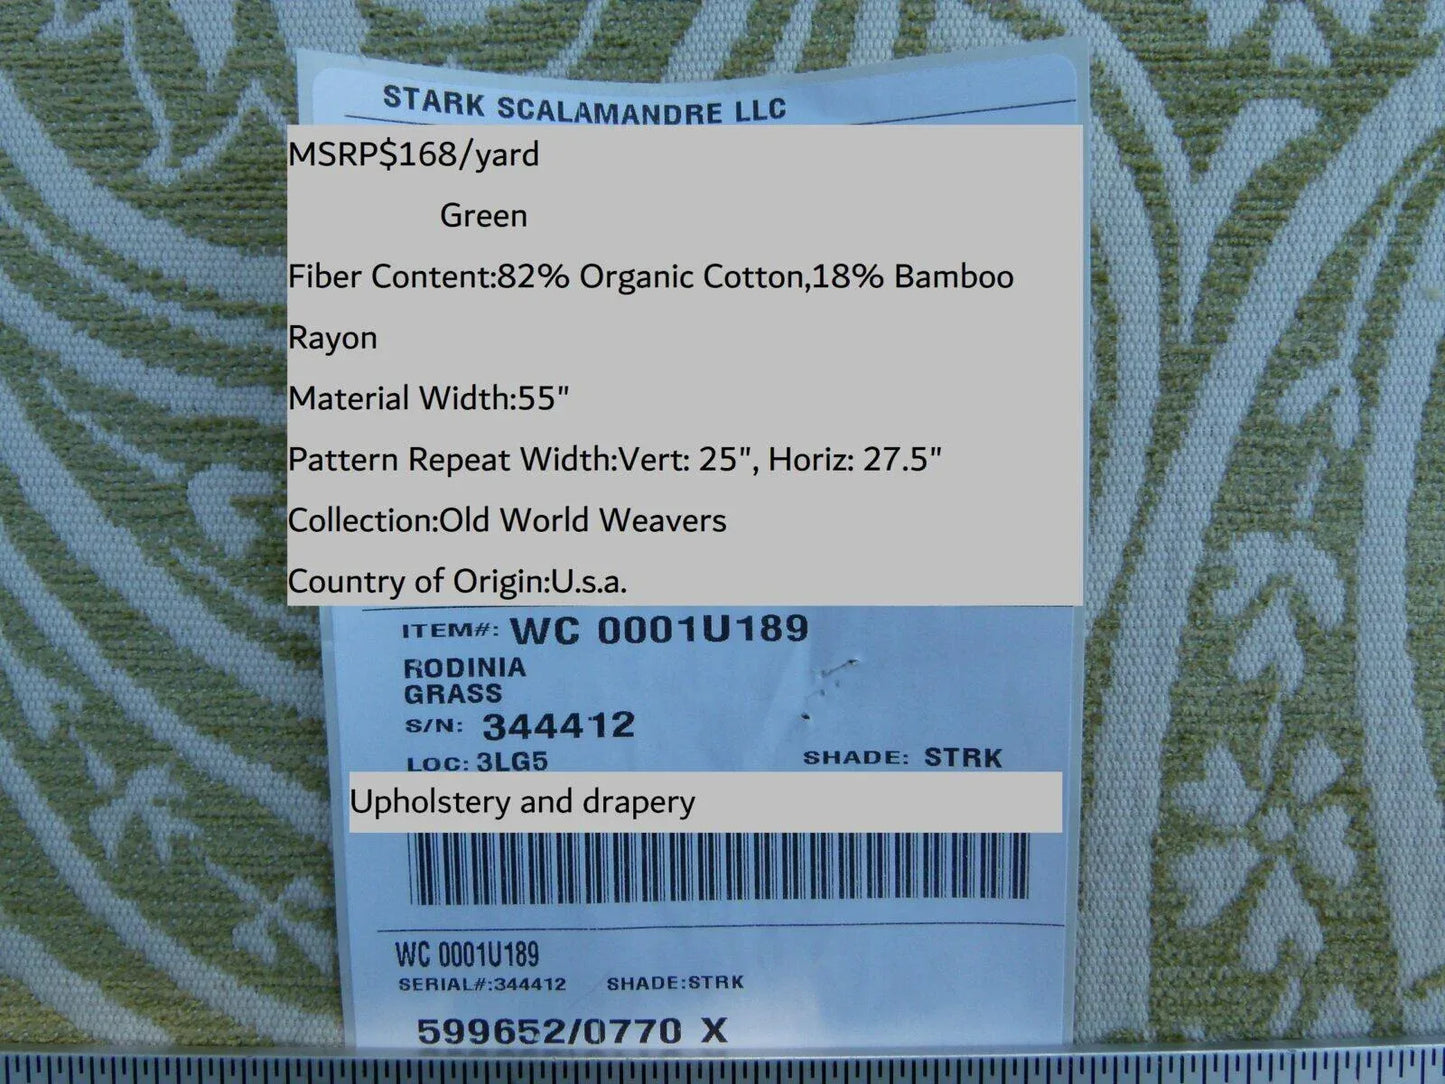 STARK SCALAMANDRE LLC
MSRP$168/yard
Green
Fiber Content:82% Organic Cotton,18% Bamboo
Rayon
Material Width:55"
Pattern Repeat Width:Vert: 25", Horiz: 27.5"
Collection:Old World Weavers
Country of Origin:U.s.a.
ITEM#: WC 0001U189
RODINIA
GRASS
S/N: 344412
LOC: 3LG5 SHADE: STRK
Upholstery and drapery
WC 0001U189
SERIAL#:344412 SHADE:STRK
599652/0770 X